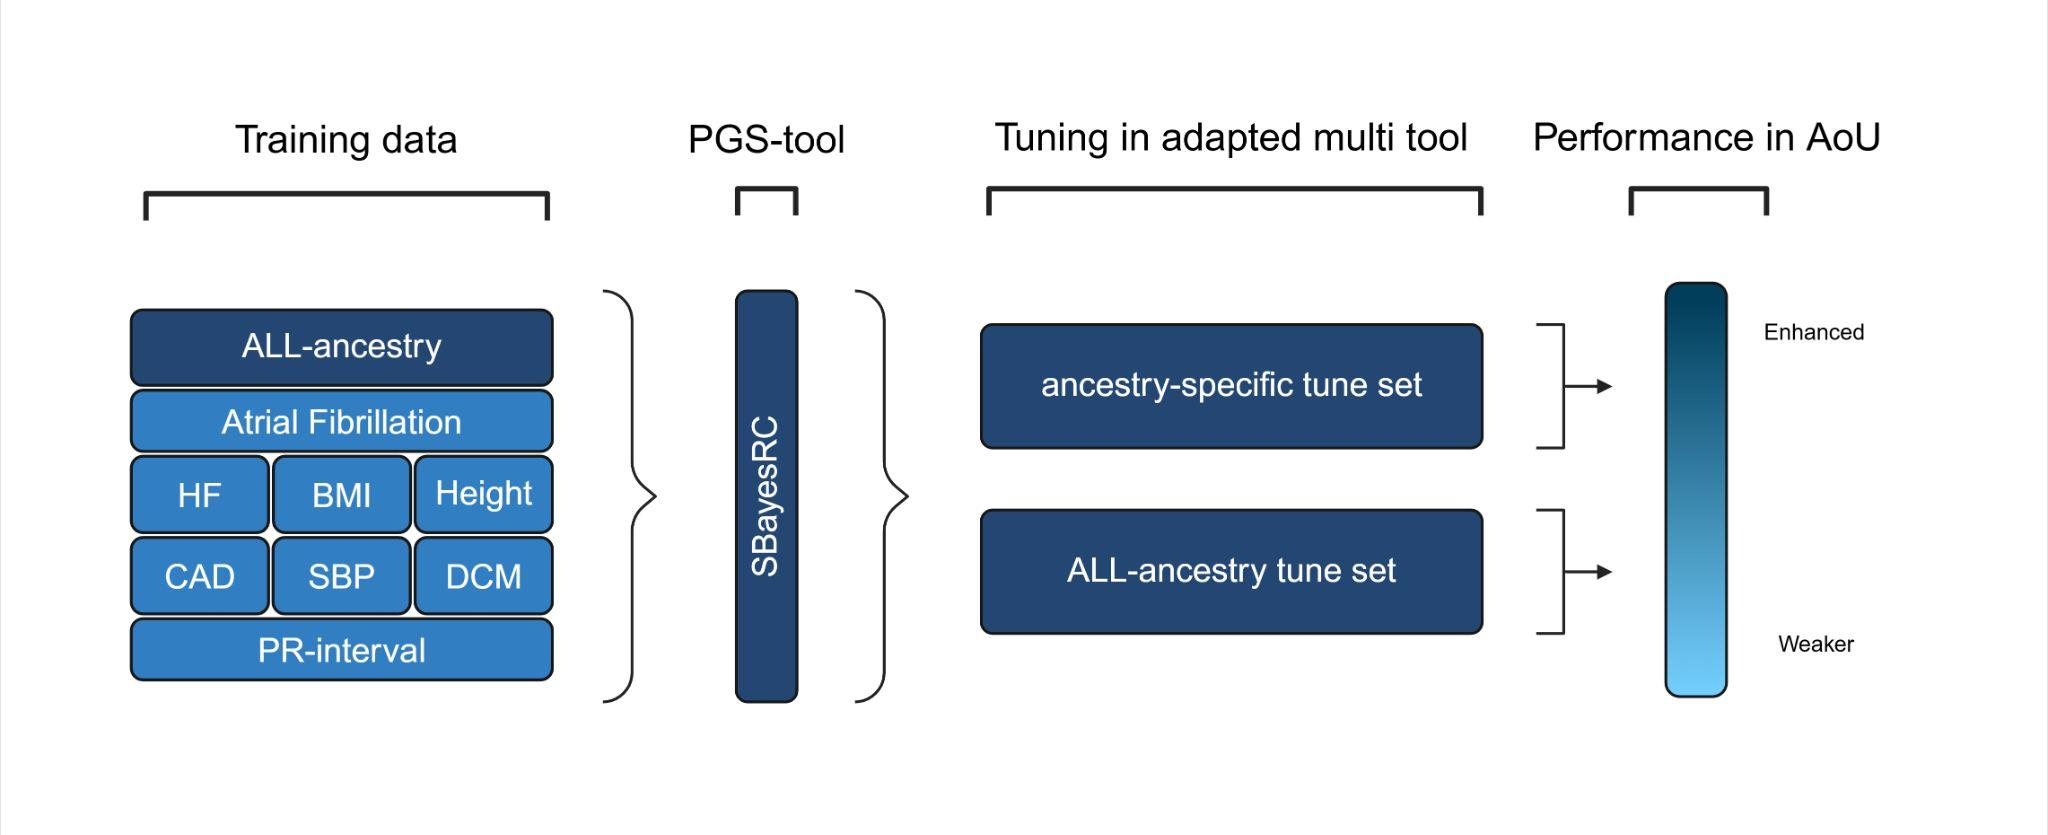 Training data
PGS-tool
Tuning in adapted multi tool
Performance in AoU
ALL-ancestry
Atrial Fibrillation
HF
BMI
Height
CAD
SBP
DCM
PR-interval
SBayesRC
ancestry-specific tune set
ALL-ancestry tune set
Enhanced
Weaker